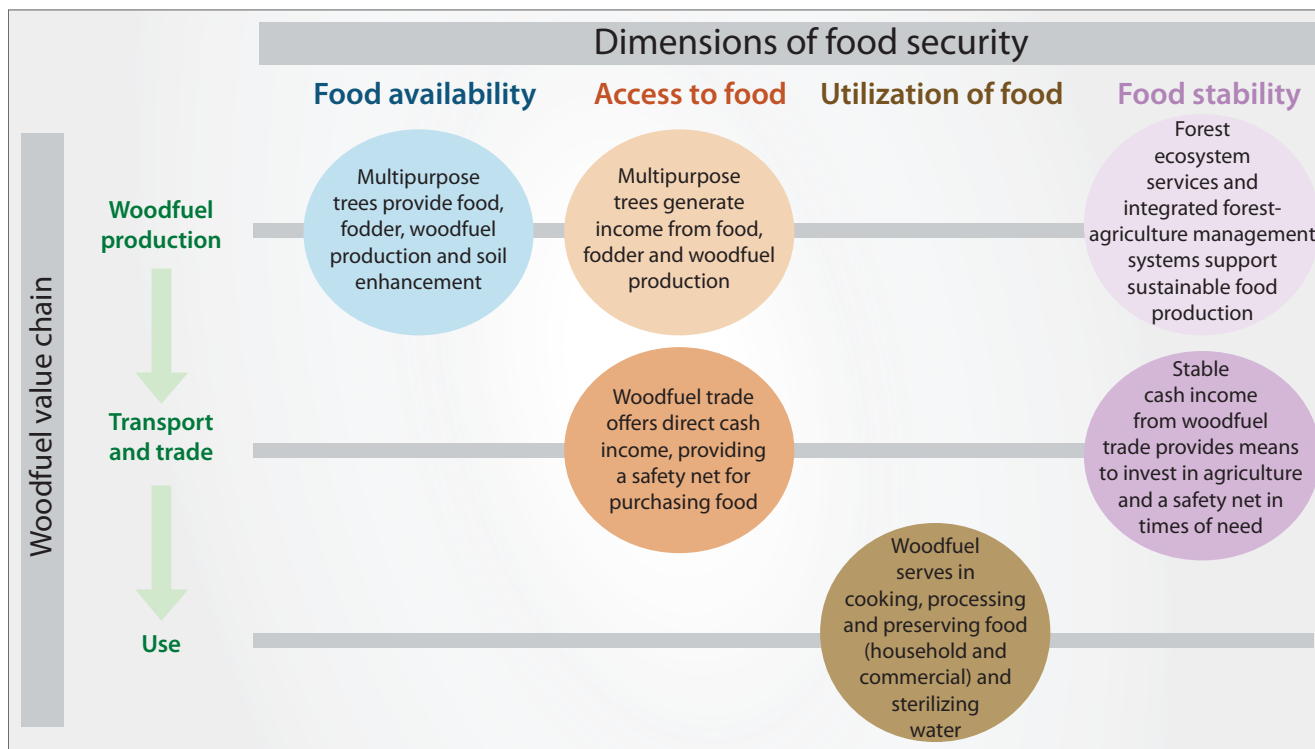 Dimensions of food security
Food availability
Access to food
Utilization of food
Food stability
Woodfuel value chain
Woodfuel
production
Multipurpose
trees provide food,
fodder, woodfuel
production and soil
enhancement
Multipurpose
trees generate
income from food,
fodder and woodfuel
production
Forest
ecosystem
services and
integrated forest-
agriculture management
systems support
sustainable food
production
Transport
and trade
Woodfuel trade
offers direct cash
income, providing
a safety net for
purchasing food
Stable
cash income
from woodfuel
trade provides means
to invest in agriculture
and a safety net in
times of need
Use
Woodfuel
serves in
cooking, processing
and preserving food
(household and
commercial) and
sterilizing
water